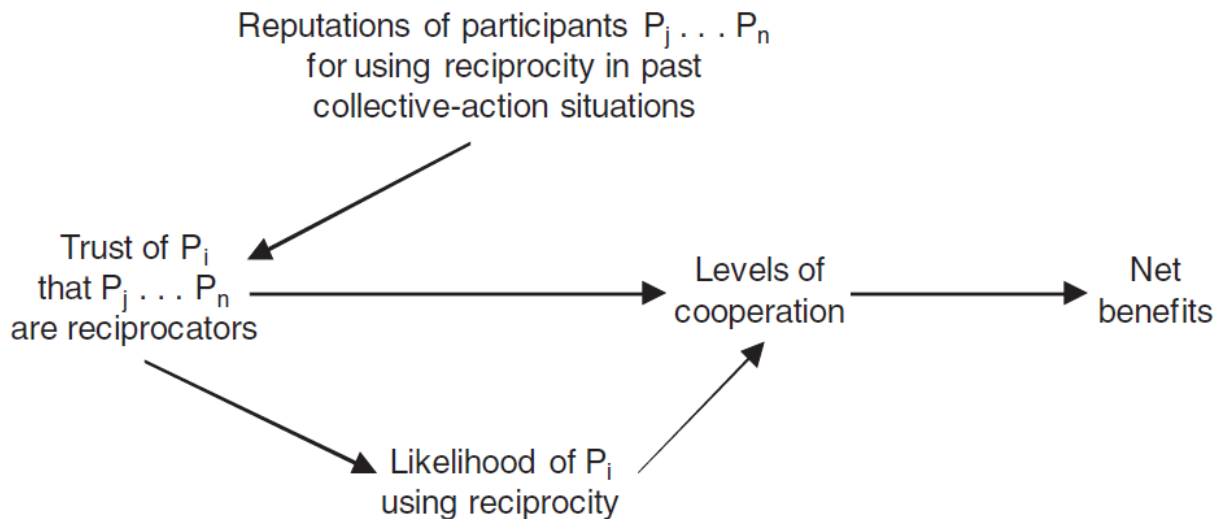 Reputations of participants Pj . . . Pn
for using reciprocity in past
collective-action situations
Trust of Pi
that Pj . . . Pn
are reciprocators
Levels of
cooperation
Net
benefits
Likelihood of Pi
using reciprocity